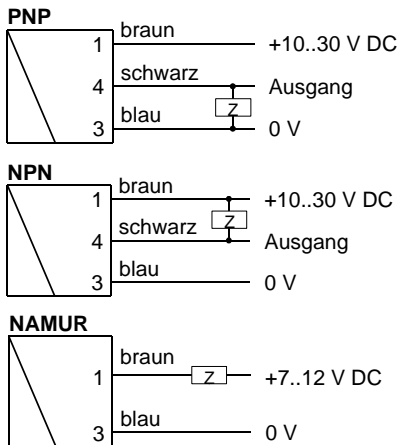 PNP
braun
1 +10..30 V DC
schwarz
4 Ausgang
Z
blau
3 0 V
NPN
braun
1 +10..30 V DC
Z
schwarz
4 Ausgang
blau
3 0 V
NAMUR
braun
1 Z +7..12 V DC
blau
3 0 V